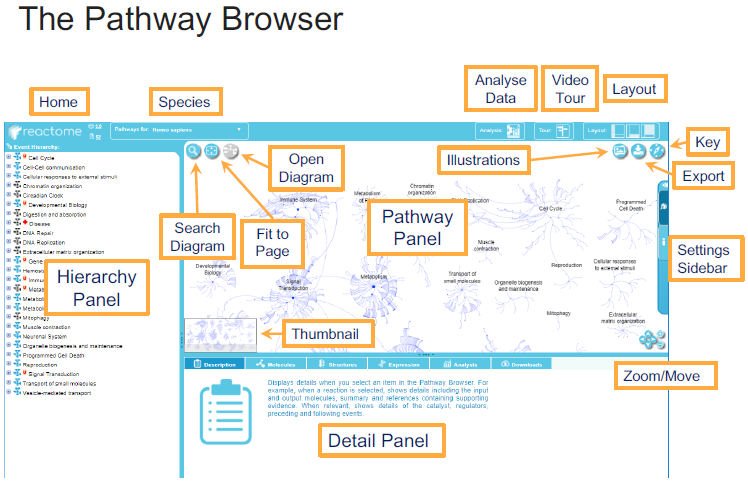 The Pathway Browser
Home
Species
Analyse
Data
Video
Tour
Layout
reactome
Pathways for: Homo sapiens
Analysis:
Tour:
Layout:
Key
Export
Event Hierarchy:
Cell Cycle
Cell-Cell communication
Cellular responses to external stimuli
Chromatin organization
Circadian Clock
Developmental Biology
Digestion and absorption
Disease
DNA Repair
DNA Replication
Extracellular matrix organization
Gene
Hemost
Immun
Metab
Metabol
Metabol
Mitophagy
Muscle contraction
Neuronal System
Organelle biogenesis and maintenance
Programmed Cell Death
Reproduction
Signal Transduction
Transport of small molecules
Vesicle-mediated transport
Hierarchy
Panel
Search
Diagram
Fit to
Page
Open
Diagram
Illustrations
Pathway
Panel
Thumbnail
Immune System
Metabolism
Chromatin
organization
Cell Cycle
Programmed
Cell Death
Muscle
contraction
Developmental
Biology
Signal
Transduction
Metabolism
Transport of
small molecules
Organelle biogenesis
and maintenance
Reproduction
Cellular responses
to external stimuli
Mitophagy
Extracellular
matrix organization
Settings
Sidebar
Zoom/Move
Description
Molecules
Structures
Expression
Analysis
Downloads
Displays details when you select an item in the Pathway Browser. For
example, when a reaction is selected, shows details including the input
and output molecules, summary and references containing supporting
evidence. When relevant, shows details of the catalyst, regulators,
preceding and following events.
Detail Panel